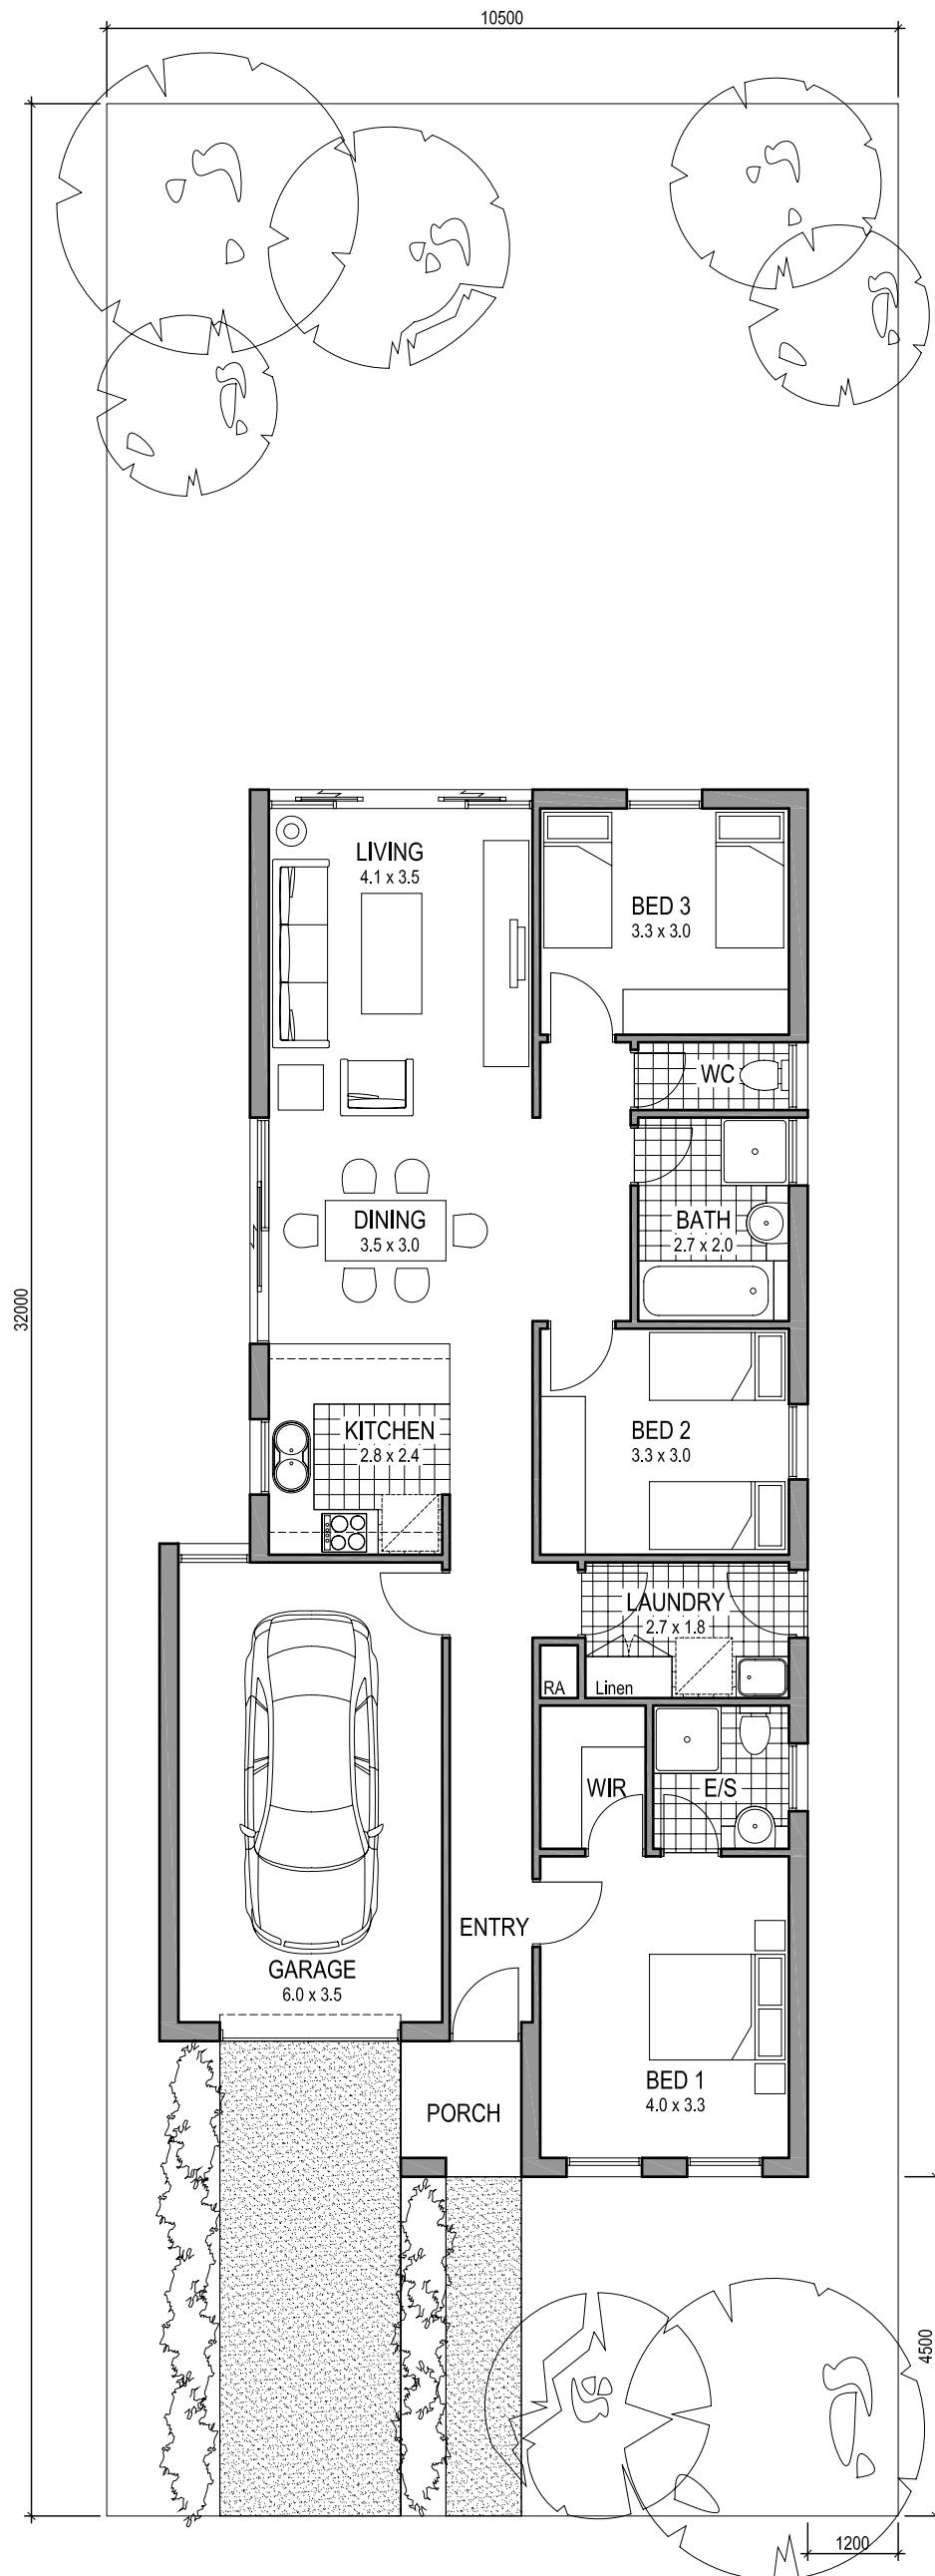 10500
LIVING
4.1 x 3.5
BED 3
3.3 x 3.0
WC
DINING
3.5 x 3.0
BATH
2.7 x 2.0
32000
KITCHEN
2.8 x 2.4
BED 2
3.3 x 3.0
LAUNDRY
2.7 x 1.8
RA
Linen
WIR
E/S
ENTRY
GARAGE
6.0 x 3.5
BED 1
4.0 x 3.3
PORCH
4500
1200